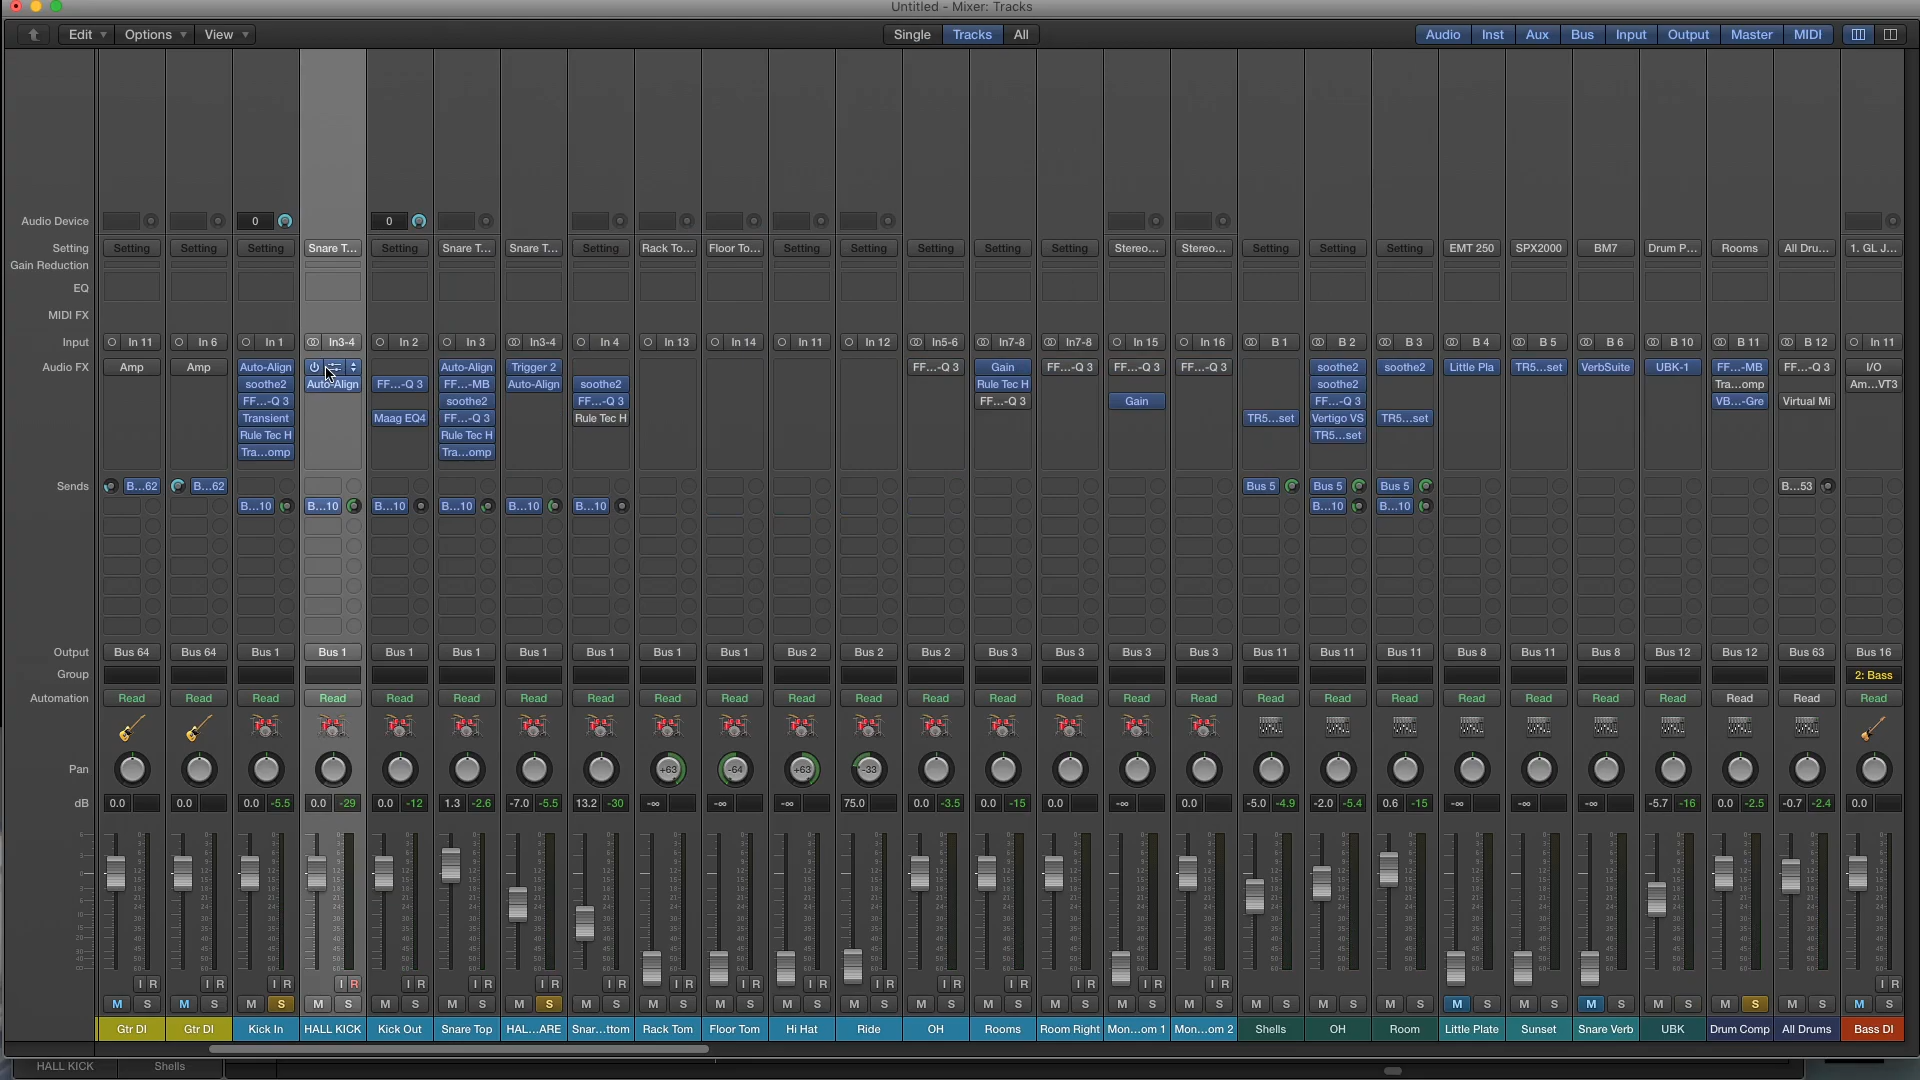 Untitled - Mixer: Tracks
Edit Options View Single Tracks All Audio Inst Aux Bus Input Output Master MIDI
Audio Device 0 0
Setting Setting Setting Setting Snare T... Setting Snare T... Snare T... Setting Rack To... Floor To... Setting Setting Setting Setting Setting Stereo... Stereo... Setting Setting Setting EMT 250 SPX2000 BM7 Drum P... Rooms All Dru... 1. GL J...
Gain Reduction
EQ
MIDI FX
Input In 11 In 6 In 1 In3-4 In 2 In 3 In3-4 In 4 In 13 In 14 In 11 In 12 In5-6 In7-8 In7-8 In 15 In 16 B 1 B 2 B 3 B 4 B 5 B 6 B 10 B 11 B 12 In 11
Audio FX Amp Amp Auto-Align Auto-Align Trigger 2 FF...-Q 3 Gain FF...-Q 3 FF...-Q 3 FF...-Q 3 soothe2 soothe2 Little Pla TR5...set VerbSuite UBK-1 FF...-MB FF...-Q 3 I/O
soothe2 Auto-Align FF...-Q 3 FF...-MB Auto-Align soothe2 Rule Tec H soothe2 Tra...omp Am...VT3
FF...-Q 3 soothe2 FF...-Q 3 FF...-Q 3 Gain FF...-Q 3 VB...-Gre Virtual Mi
Transient Maag EQ4 FF...-Q 3 Rule Tec H TR5...set Vertigo VS TR5...set
Rule Tec H Rule Tec H TR5...set
Tra...omp Tra...omp
Sends B...62 B...62 Bus 5 Bus 5 Bus 5 B...53
B...10 B...10 B...10 B...10 B...10 B...10 B...10 B...10
Output Bus 64 Bus 64 Bus 1 Bus 1 Bus 1 Bus 1 Bus 1 Bus 1 Bus 1 Bus 1 Bus 2 Bus 2 Bus 2 Bus 3 Bus 3 Bus 3 Bus 3 Bus 11 Bus 11 Bus 11 Bus 8 Bus 11 Bus 8 Bus 12 Bus 12 Bus 63 Bus 16
Group 2: Bass
Automation Read Read Read Read Read Read Read Read Read Read Read Read Read Read Read Read Read Read Read Read Read Read Read Read Read Read Read
Pan +63 -64 +63 -33
dB 0.0 0.0 0.0 -5.5 0.0 -29 0.0 -12 1.3 -2.6 -7.0 -5.5 13.2 -30 -∞ -∞ -∞ 75.0 0.0 -3.5 0.0 -15 0.0 -∞ 0.0 -5.0 -4.9 -2.0 -5.4 0.6 -15 -∞ -∞ -∞ -5.7 -16 0.0 -2.5 -0.7 -2.4 0.0
I R I R I R I R I R I R I R I R I R I R I R I R I R I R I R I R I R I R
M S M S M S M S M S M S M S M S M S M S M S M S M S M S M S M S M S M S M S M S M S M S M S M S M S M S M S
Gtr DI Gtr DI Kick In HALL KICK Kick Out Snare Top HAL...ARE Snar...ttom Rack Tom Floor Tom Hi Hat Ride OH Rooms Room Right Mon...om 1 Mon...om 2 Shells OH Room Little Plate Sunset Snare Verb UBK Drum Comp All Drums Bass DI
HALL KICK Shells